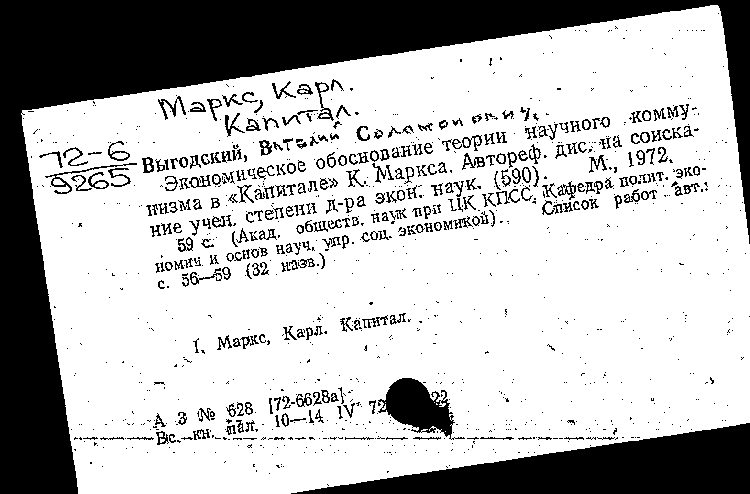 Маркс, Карл.
Капитал.
72-6
9265
Выгодский, Виталий Соломонович.
Экономическое обоснование теории научного комму-
низма в «Капитале» К. Маркса. Автореф. дис. на соиска-
ние учен. степени д-ра экон. наук. (590). М., 1972.
59 с. (Акад. обществ. наук при ЦК КПСС. Кафедра полит. эко-
номии и основ науч. упр. соц. экономикой). Список работ авт.:
с. 56—59 (32 назв.)
I. Маркс, Карл. Капитал.
А 3 № 628 [72-6628а]
Вс. кн. пал. 10—14 IV 72 22